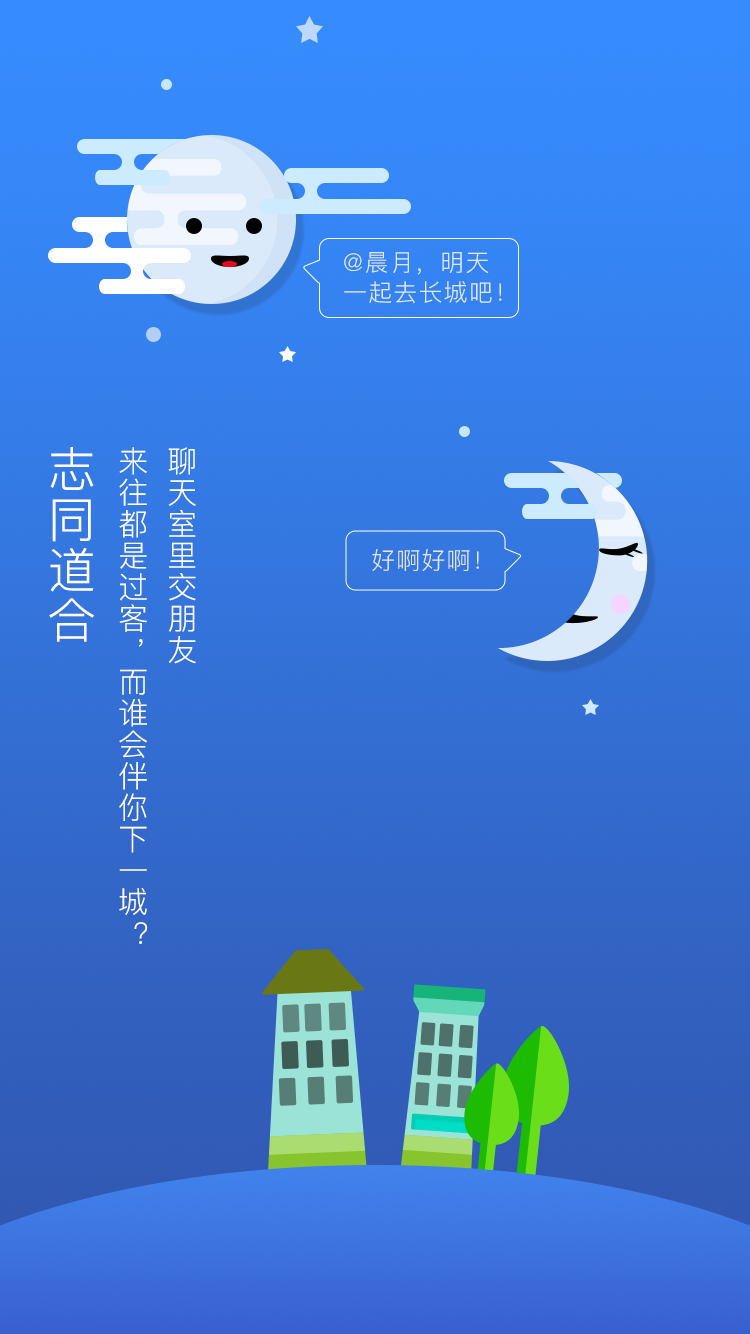 @晨月，明天
一起去长城吧！
好啊好啊！
聊天室里交朋友
来往都是过客，而谁会伴你下一城？
志同道合